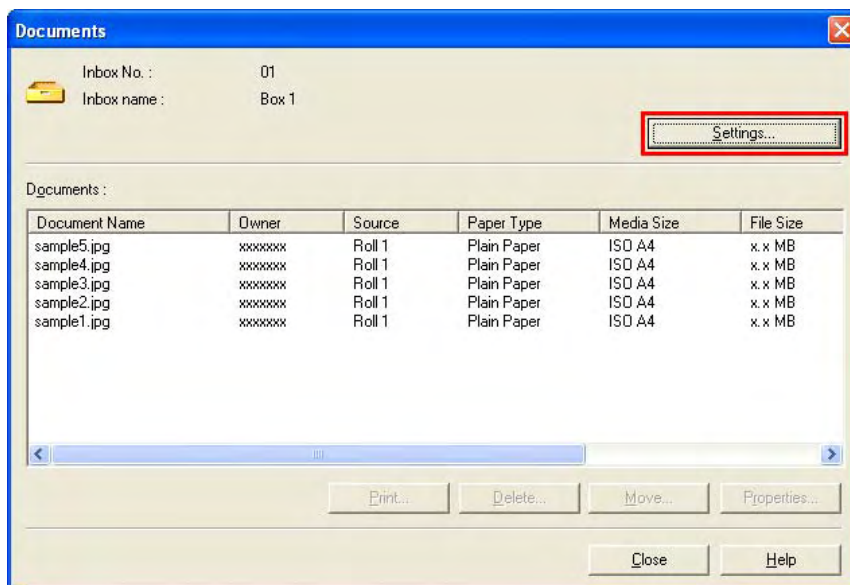 Documents
Inbox No. : 01
Inbox name : Box 1
Settings...
Documents :
Document Name Owner Source Paper Type Media Size File Size
sample5.jpg xxxxxxx Roll 1 Plain Paper ISO A4 x.x MB
sample4.jpg xxxxxxx Roll 1 Plain Paper ISO A4 x.x MB
sample3.jpg xxxxxxx Roll 1 Plain Paper ISO A4 x.x MB
sample2.jpg xxxxxxx Roll 1 Plain Paper ISO A4 x.x MB
sample1.jpg xxxxxxx Roll 1 Plain Paper ISO A4 x.x MB
Print... Delete... Move... Properties...
Close Help